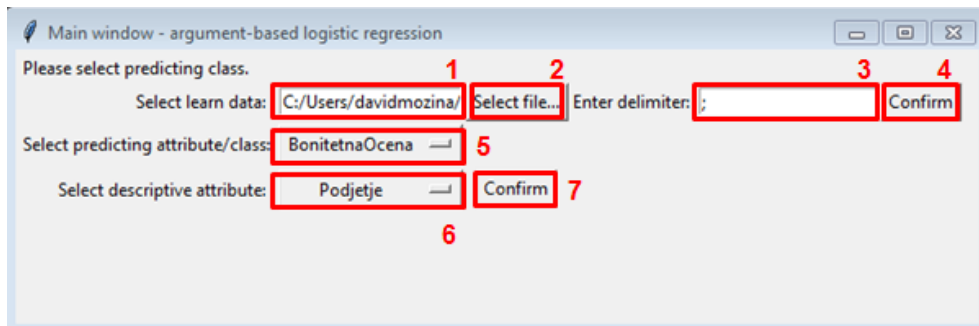 Main window - argument-based logistic regression
Please select predicting class. 1 2 3 4
Select learn data: C:/Users/davidmozina/ Select file... Enter delimiter: ; Confirm
Select predicting attribute/class: BonitetnaOcena 5
Select descriptive attribute: Podjetje Confirm 7
6